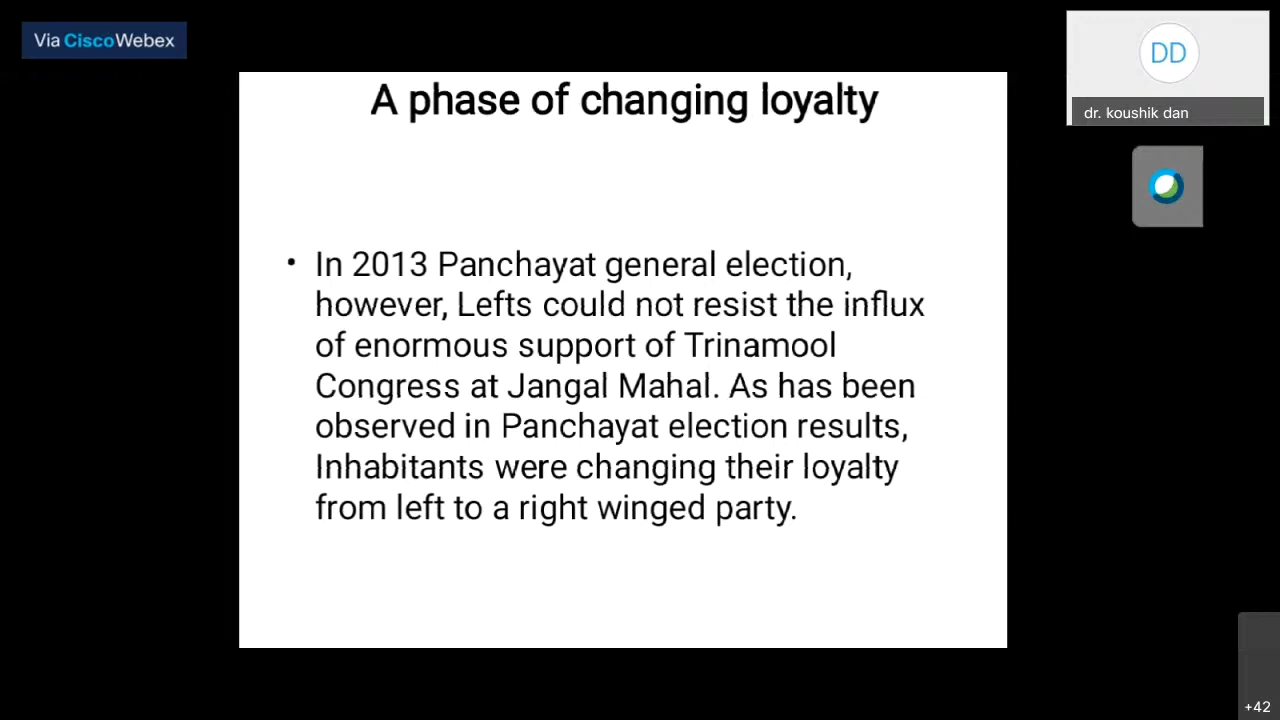 Via CiscoWebex
DD
dr. koushik dan
A phase of changing loyalty
• In 2013 Panchayat general election,
however, Lefts could not resist the influx
of enormous support of Trinamool
Congress at Jangal Mahal. As has been
observed in Panchayat election results,
Inhabitants were changing their loyalty
from left to a right winged party.
+42